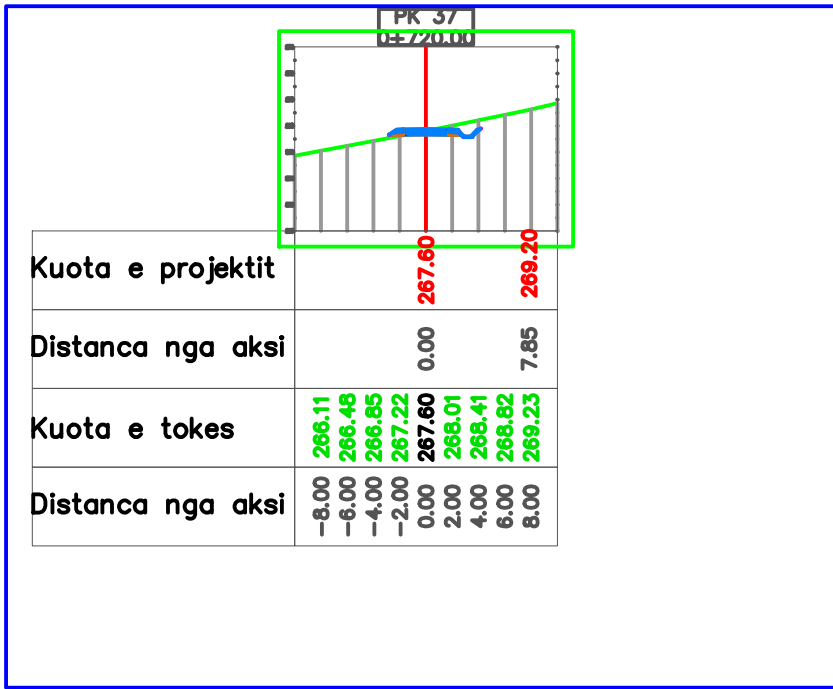 PK 37
0+720.00
Kuota e projektit 267.60 269.20
Distanca nga aksi 0.00 7.85
Kuota e tokes 266.11 266.48 266.85 267.22 267.60 268.01 268.41 268.82 269.23
Distanca nga aksi -8.00 -6.00 -4.00 -2.00 0.00 2.00 4.00 6.00 8.00